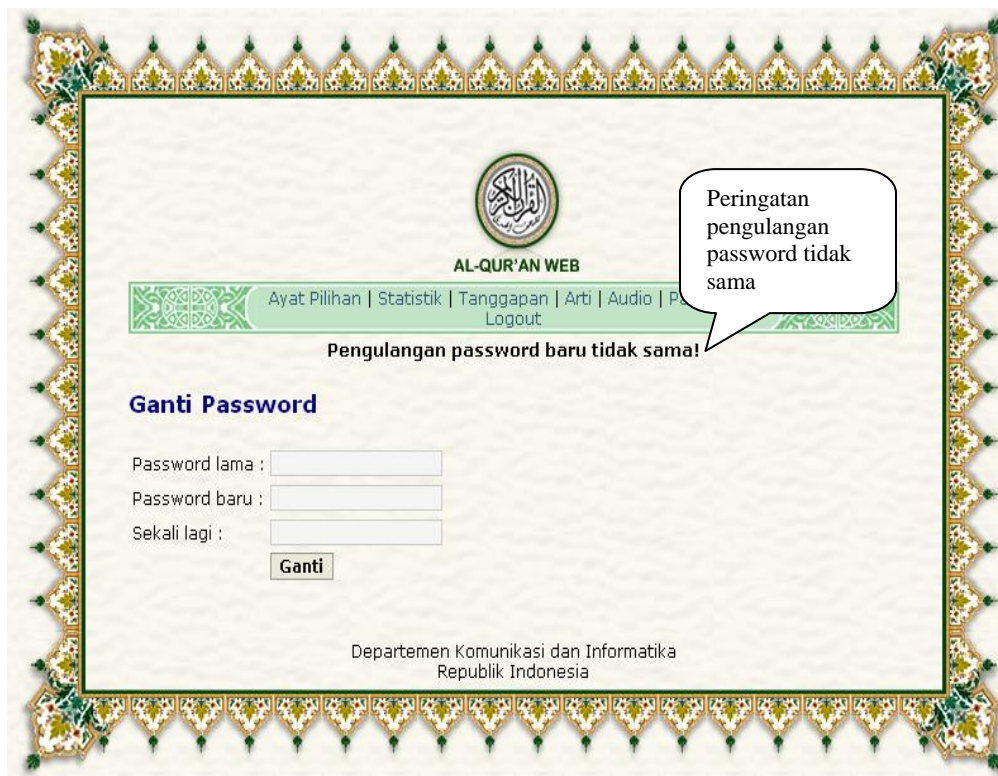 AL-QUR'AN WEB
Peringatan
pengulangan
password tidak
sama
Ayat Pilihan | Statistik | Tanggapan | Arti | Audio |
Logout
Pengulangan password baru tidak sama!
Ganti Password
Password lama :
Password baru :
Sekali lagi :
Ganti
Departemen Komunikasi dan Informatika
Republik Indonesia